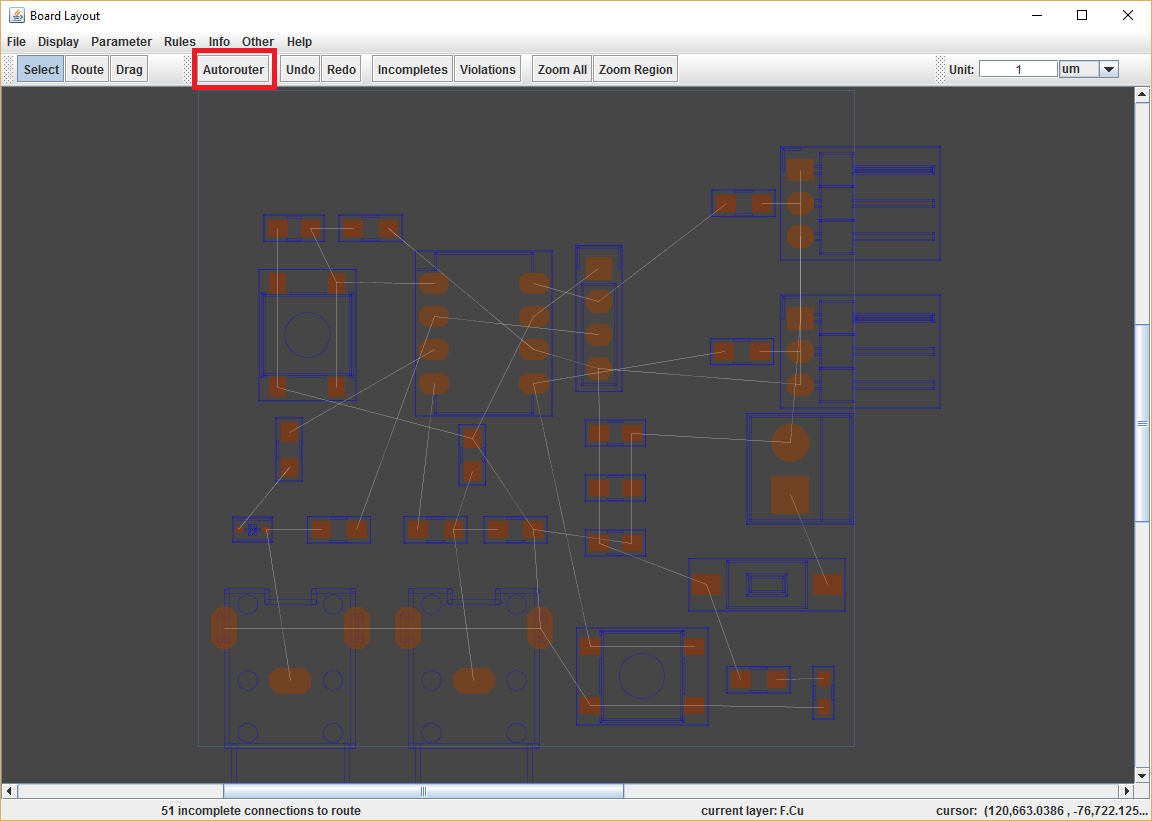 Board Layout
File Display Parameter Rules Info Other Help
Select Route Drag Autorouter Undo Redo Incompletes Violations Zoom All Zoom Region Unit: 1 um
51 incomplete connections to route current layer: F.Cu cursor: (120,663.0386 , -76,722.125...